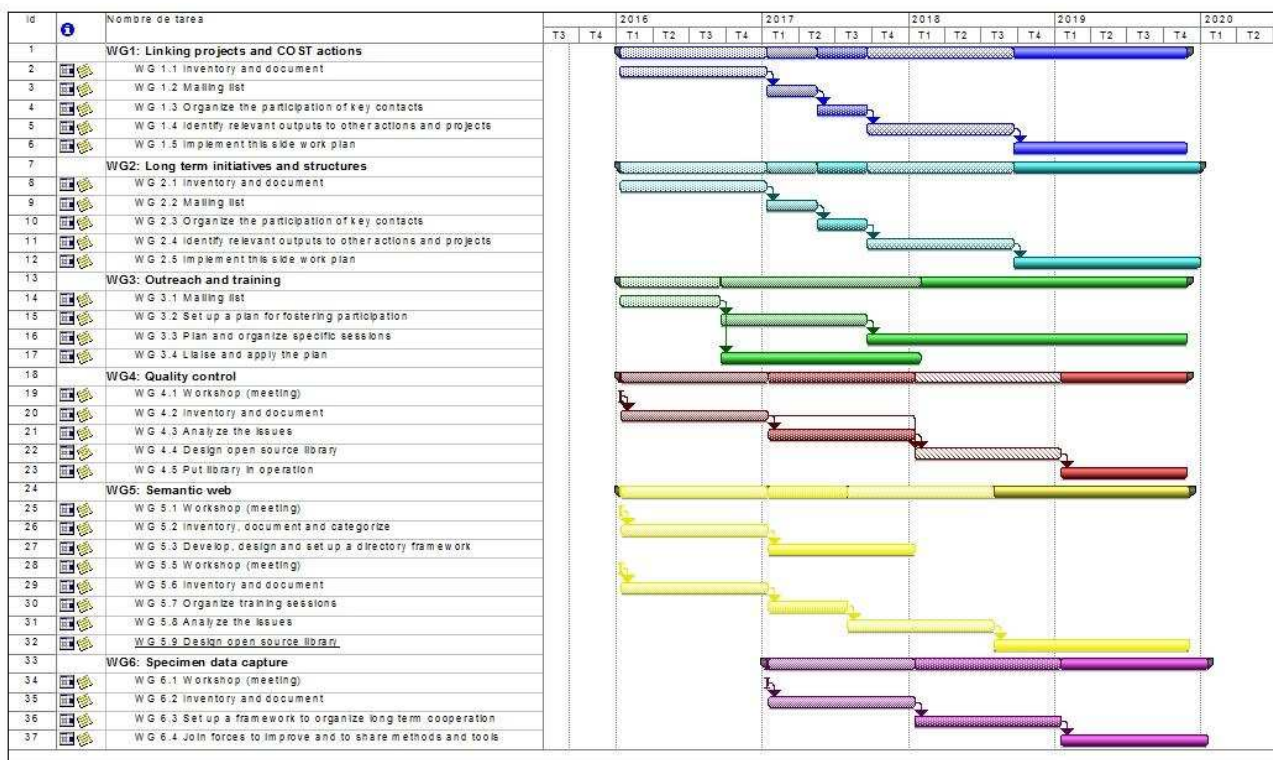 Id Nombre de tarea 2016 2017 2018 2019 2020
T3 T4 T1 T2 T3 T4 T1 T2 T3 T4 T1 T2 T3 T4 T1 T2 T3 T4 T1 T2
1 WG1: Linking projects and COST actions
2 WG 1.1 Inventory and document
3 WG 1.2 Mailing list
4 WG 1.3 Organize the participation of key contacts
5 WG 1.4 Identify relevant outputs to other actions and projects
6 WG 1.5 Implement this side work plan
7 WG2: Long term initiatives and structures
8 WG 2.1 Inventory and document
9 WG 2.2 Mailing list
10 WG 2.3 Organize the participation of key contacts
11 WG 2.4 Identify relevant outputs to other actions and projects
12 WG 2.5 Implement this side work plan
13 WG3: Outreach and training
14 WG 3.1 Mailing list
15 WG 3.2 Set up a plan for fostering participation
16 WG 3.3 Plan and organize specific sessions
17 WG 3.4 Liaise and apply the plan
18 WG4: Quality control
19 WG 4.1 Workshop (meeting)
20 WG 4.2 Inventory and document
21 WG 4.3 Analyze the issues
22 WG 4.4 Design open source library
23 WG 4.5 Put library in operation
24 WG5: Semantic web
25 WG 5.1 Workshop (meeting)
26 WG 5.2 Inventory, document and categorize
27 WG 5.3 Develop, design and set up a directory framework
28 WG 5.5 Workshop (meeting)
29 WG 5.6 Inventory and document
30 WG 5.7 Organize training sessions
31 WG 5.8 Analyze the issues
32 WG 5.9 Design open source library
33 WG6: Specimen data capture
34 WG 6.1 Workshop (meeting)
35 WG 6.2 Inventory and document
36 WG 6.3 Set up a framework to organize long term cooperation
37 WG 6.4 Join forces to improve and to share methods and tools